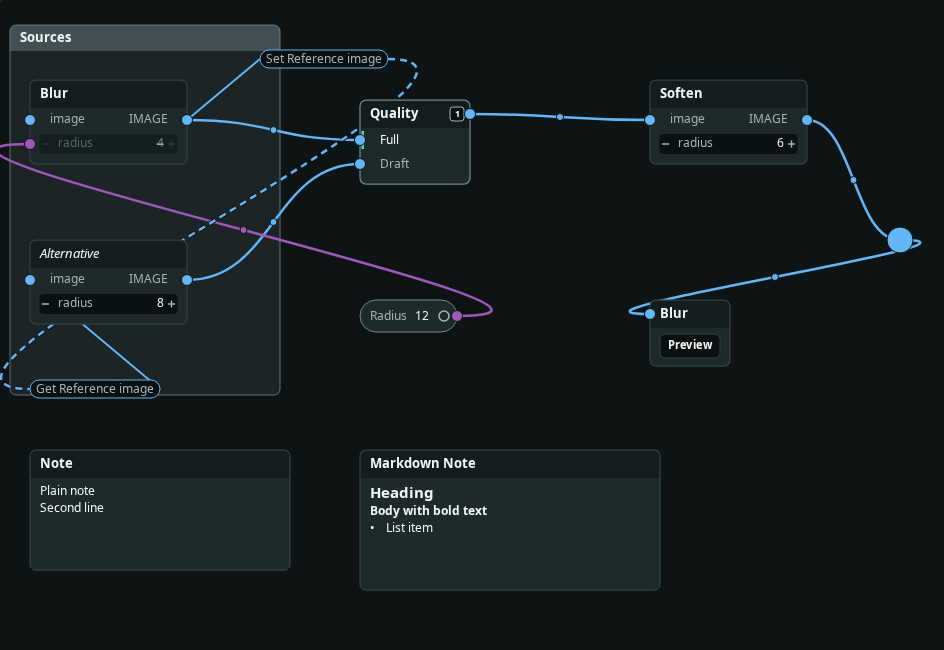 Sources
Set Reference image
Blur
image IMAGE
radius 4
Quality 1
Full
Draft
Soften
image IMAGE
− radius 6 +
Alternative
image IMAGE
− radius 8 +
Radius 12
Blur
Preview
Get Reference image
Note
Plain note
Second line
Markdown Note
Heading
Body with bold text
• List item